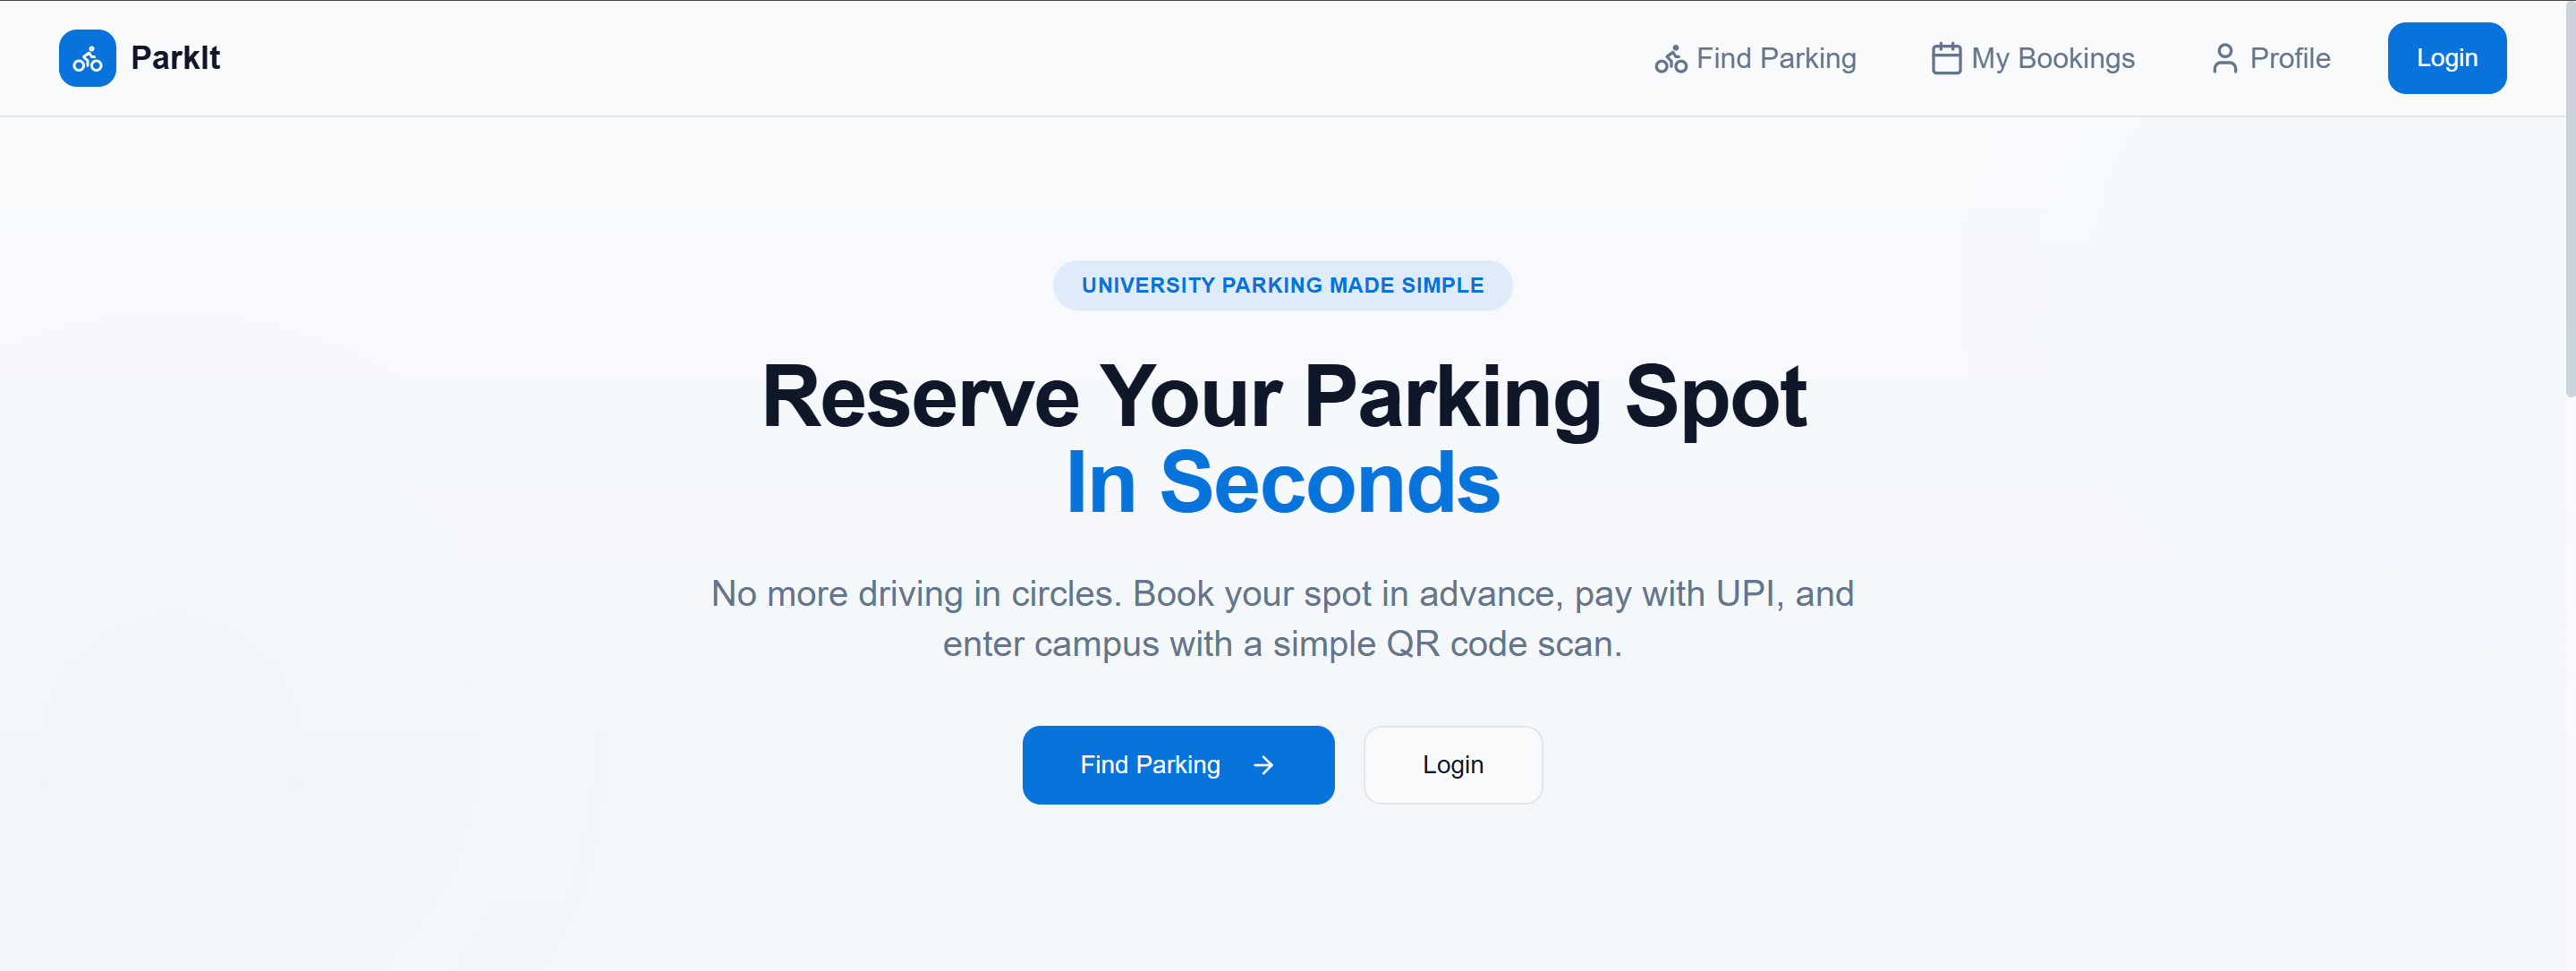 ParkIt
Find Parking
My Bookings
Profile
Login
UNIVERSITY PARKING MADE SIMPLE
Reserve Your Parking Spot
In Seconds
No more driving in circles. Book your spot in advance, pay with UPI, and
enter campus with a simple QR code scan.
Find Parking →
Login